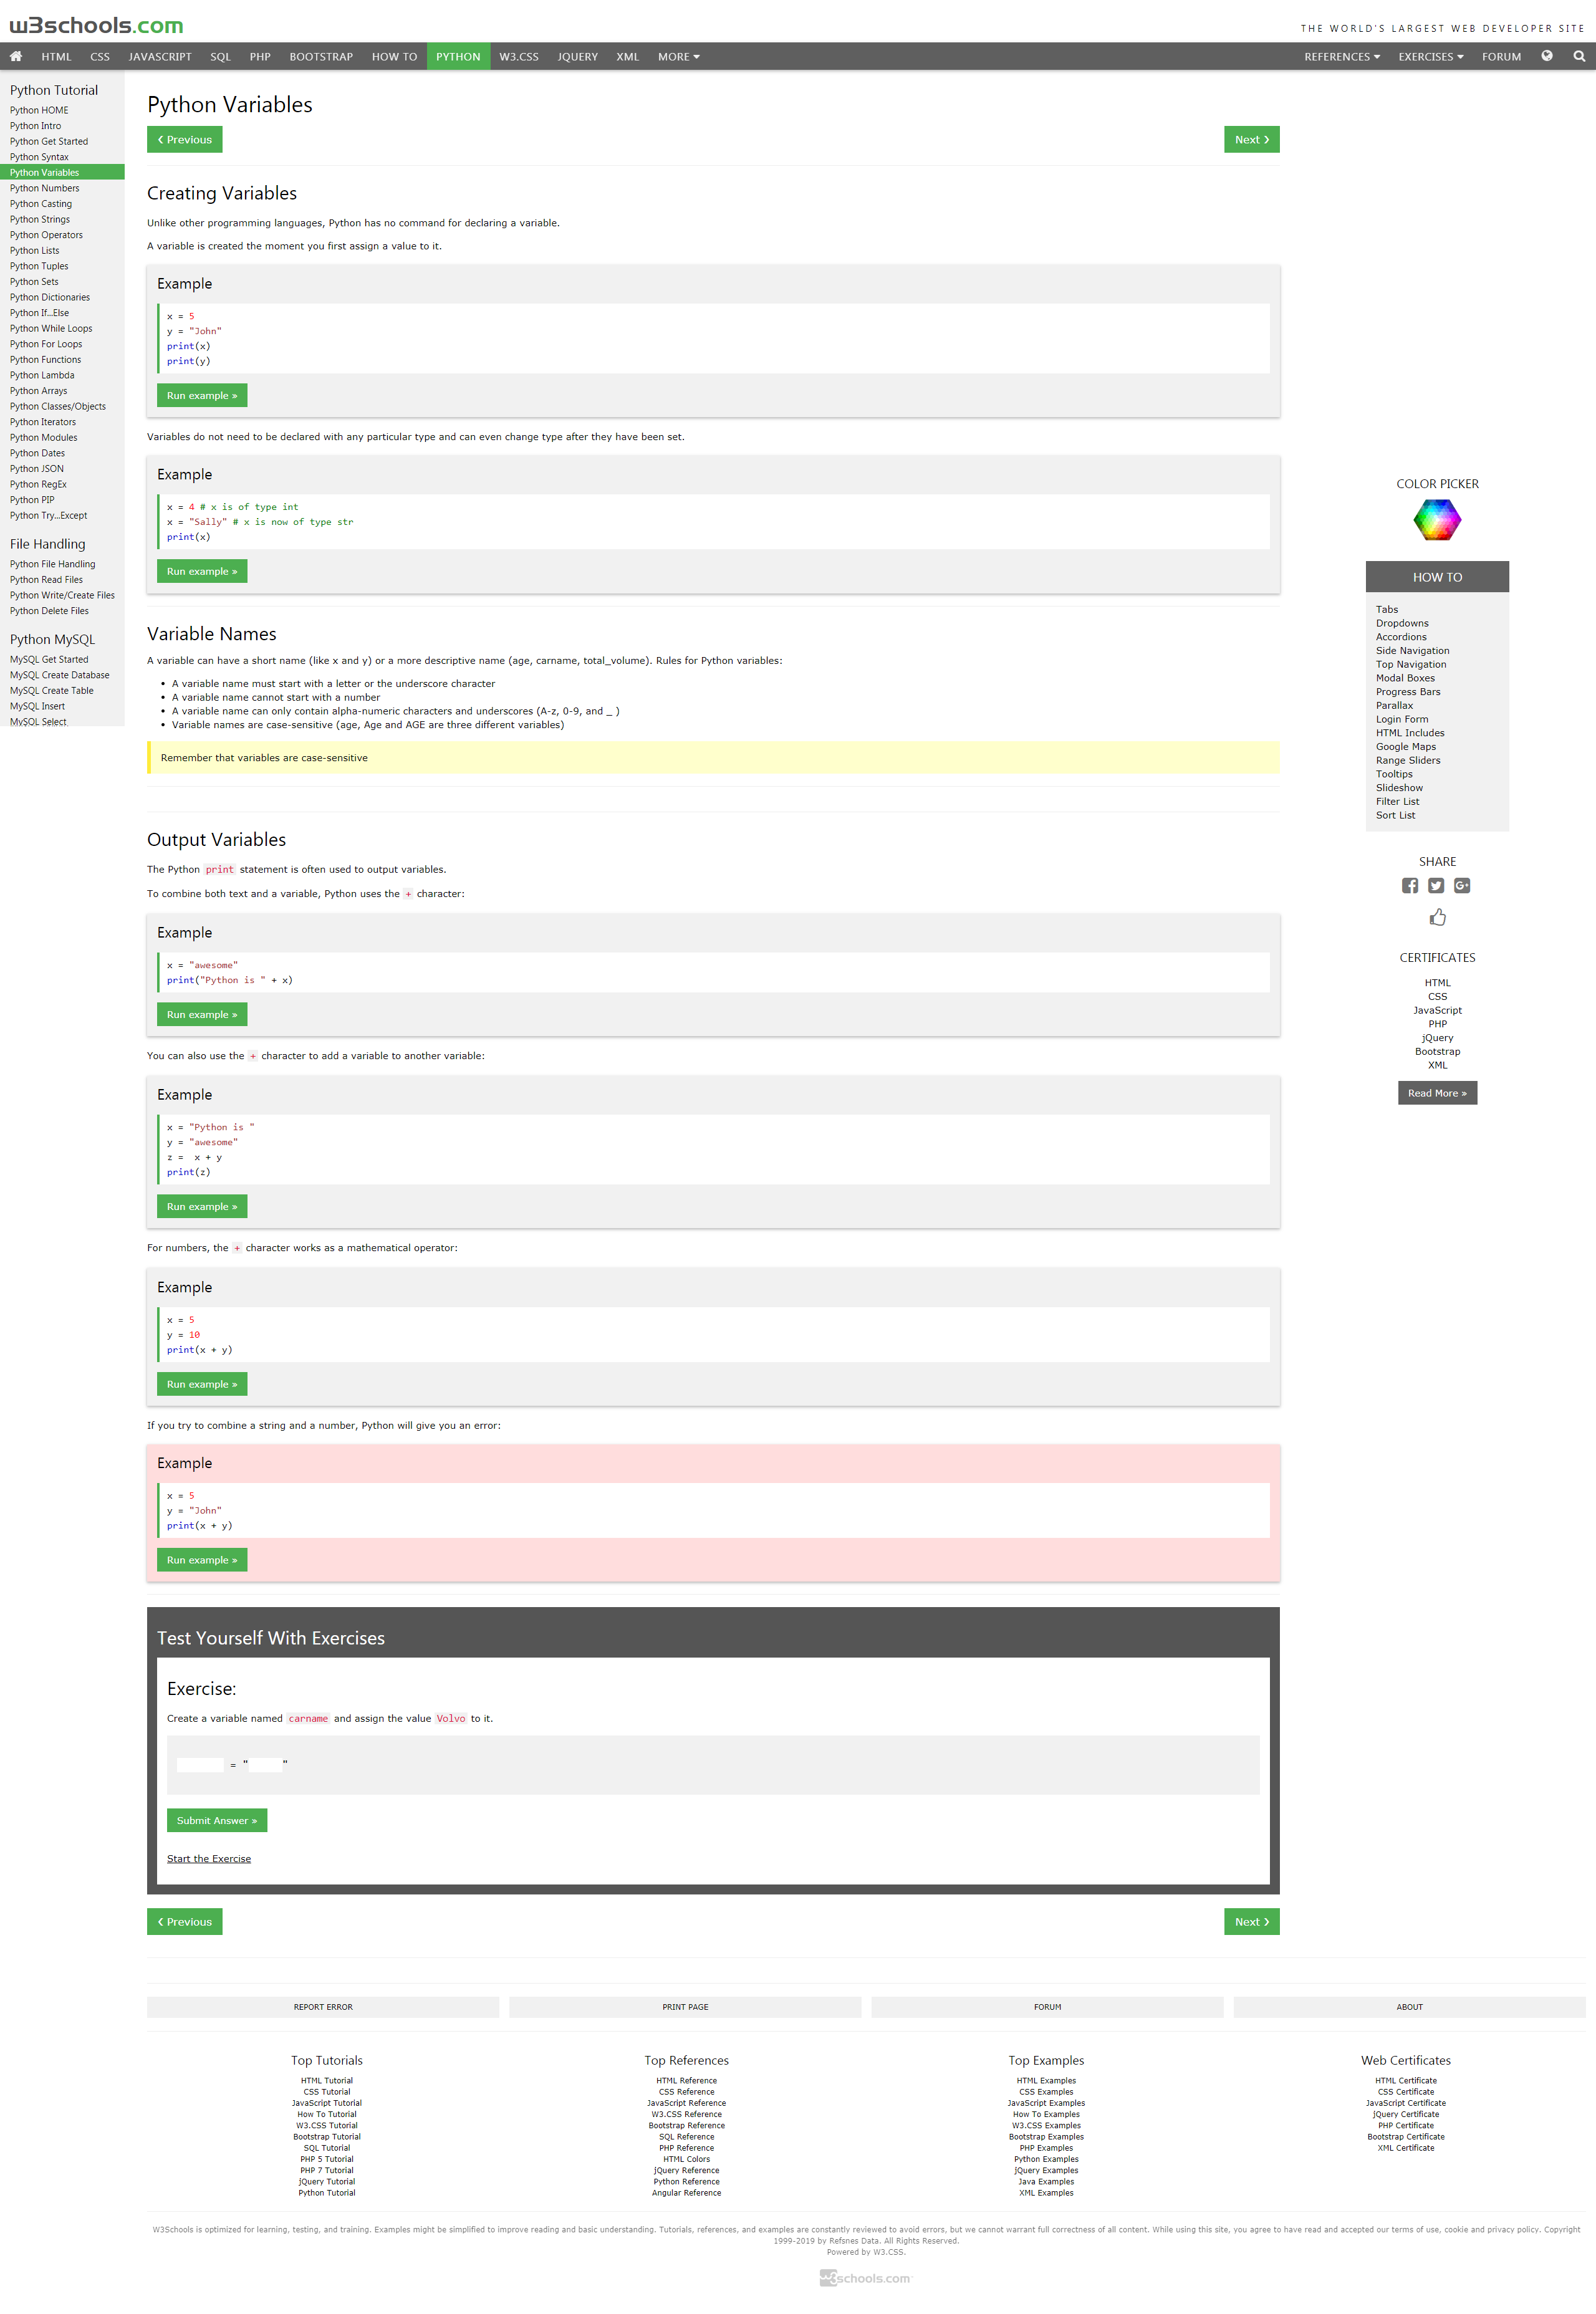 w3schools.com
THE WORLD'S LARGEST WEB DEVELOPER SITE
HTML CSS JAVASCRIPT SQL PHP BOOTSTRAP HOW TO PYTHON W3.CSS JQUERY XML MORE REFERENCES EXERCISES FORUM
Python Tutorial
Python HOME
Python Intro
Python Get Started
Python Syntax
Python Variables
Python Numbers
Python Casting
Python Strings
Python Operators
Python Lists
Python Tuples
Python Sets
Python Dictionaries
Python If...Else
Python While Loops
Python For Loops
Python Functions
Python Lambda
Python Arrays
Python Classes/Objects
Python Iterators
Python Modules
Python Dates
Python JSON
Python RegEx
Python PIP
Python Try...Except
File Handling
Python File Handling
Python Read Files
Python Write/Create Files
Python Delete Files
Python MySQL
MySQL Get Started
MySQL Create Database
MySQL Create Table
MySQL Insert
MySQL Select
Python Variables
❮ Previous
Next ❯
Creating Variables
Unlike other programming languages, Python has no command for declaring a variable.
A variable is created the moment you first assign a value to it.
Example
x = 5
y = "John"
print(x)
print(y)
Run example »
Variables do not need to be declared with any particular type and can even change type after they have been set.
Example
x = 4 # x is of type int
x = "Sally" # x is now of type str
print(x)
Run example »
Variable Names
A variable can have a short name (like x and y) or a more descriptive name (age, carname, total_volume). Rules for Python variables:
• A variable name must start with a letter or the underscore character
• A variable name cannot start with a number
• A variable name can only contain alpha-numeric characters and underscores (A-z, 0-9, and _ )
• Variable names are case-sensitive (age, Age and AGE are three different variables)
Remember that variables are case-sensitive
Output Variables
The Python print statement is often used to output variables.
To combine both text and a variable, Python uses the + character:
Example
x = "awesome"
print("Python is " + x)
Run example »
You can also use the + character to add a variable to another variable:
Example
x = "Python is "
y = "awesome"
z =  x + y
print(z)
Run example »
For numbers, the + character works as a mathematical operator:
Example
x = 5
y = 10
print(x + y)
Run example »
If you try to combine a string and a number, Python will give you an error:
Example
x = 5
y = "John"
print(x + y)
Run example »
Test Yourself With Exercises
Exercise:
Create a variable named carname and assign the value Volvo to it.
= " "
Submit Answer »
Start the Exercise
❮ Previous
Next ❯
COLOR PICKER
HOW TO
Tabs
Dropdowns
Accordions
Side Navigation
Top Navigation
Modal Boxes
Progress Bars
Parallax
Login Form
HTML Includes
Google Maps
Range Sliders
Tooltips
Slideshow
Filter List
Sort List
SHARE
CERTIFICATES
HTML
CSS
JavaScript
PHP
jQuery
Bootstrap
XML
Read More »
REPORT ERROR
PRINT PAGE
FORUM
ABOUT
Top Tutorials
HTML Tutorial
CSS Tutorial
JavaScript Tutorial
How To Tutorial
W3.CSS Tutorial
Bootstrap Tutorial
SQL Tutorial
PHP 5 Tutorial
PHP 7 Tutorial
jQuery Tutorial
Python Tutorial
Top References
HTML Reference
CSS Reference
JavaScript Reference
W3.CSS Reference
Bootstrap Reference
SQL Reference
PHP Reference
HTML Colors
jQuery Reference
Python Reference
Angular Reference
Top Examples
HTML Examples
CSS Examples
JavaScript Examples
How To Examples
W3.CSS Examples
Bootstrap Examples
PHP Examples
Python Examples
jQuery Examples
Java Examples
XML Examples
Web Certificates
HTML Certificate
CSS Certificate
JavaScript Certificate
jQuery Certificate
PHP Certificate
Bootstrap Certificate
XML Certificate
W3Schools is optimized for learning, testing, and training. Examples might be simplified to improve reading and basic understanding. Tutorials, references, and examples are constantly reviewed to avoid errors, but we cannot warrant full correctness of all content. While using this site, you agree to have read and accepted our terms of use, cookie and privacy policy. Copyright
1999-2019 by Refsnes Data. All Rights Reserved.
Powered by W3.CSS.
w3schools.com